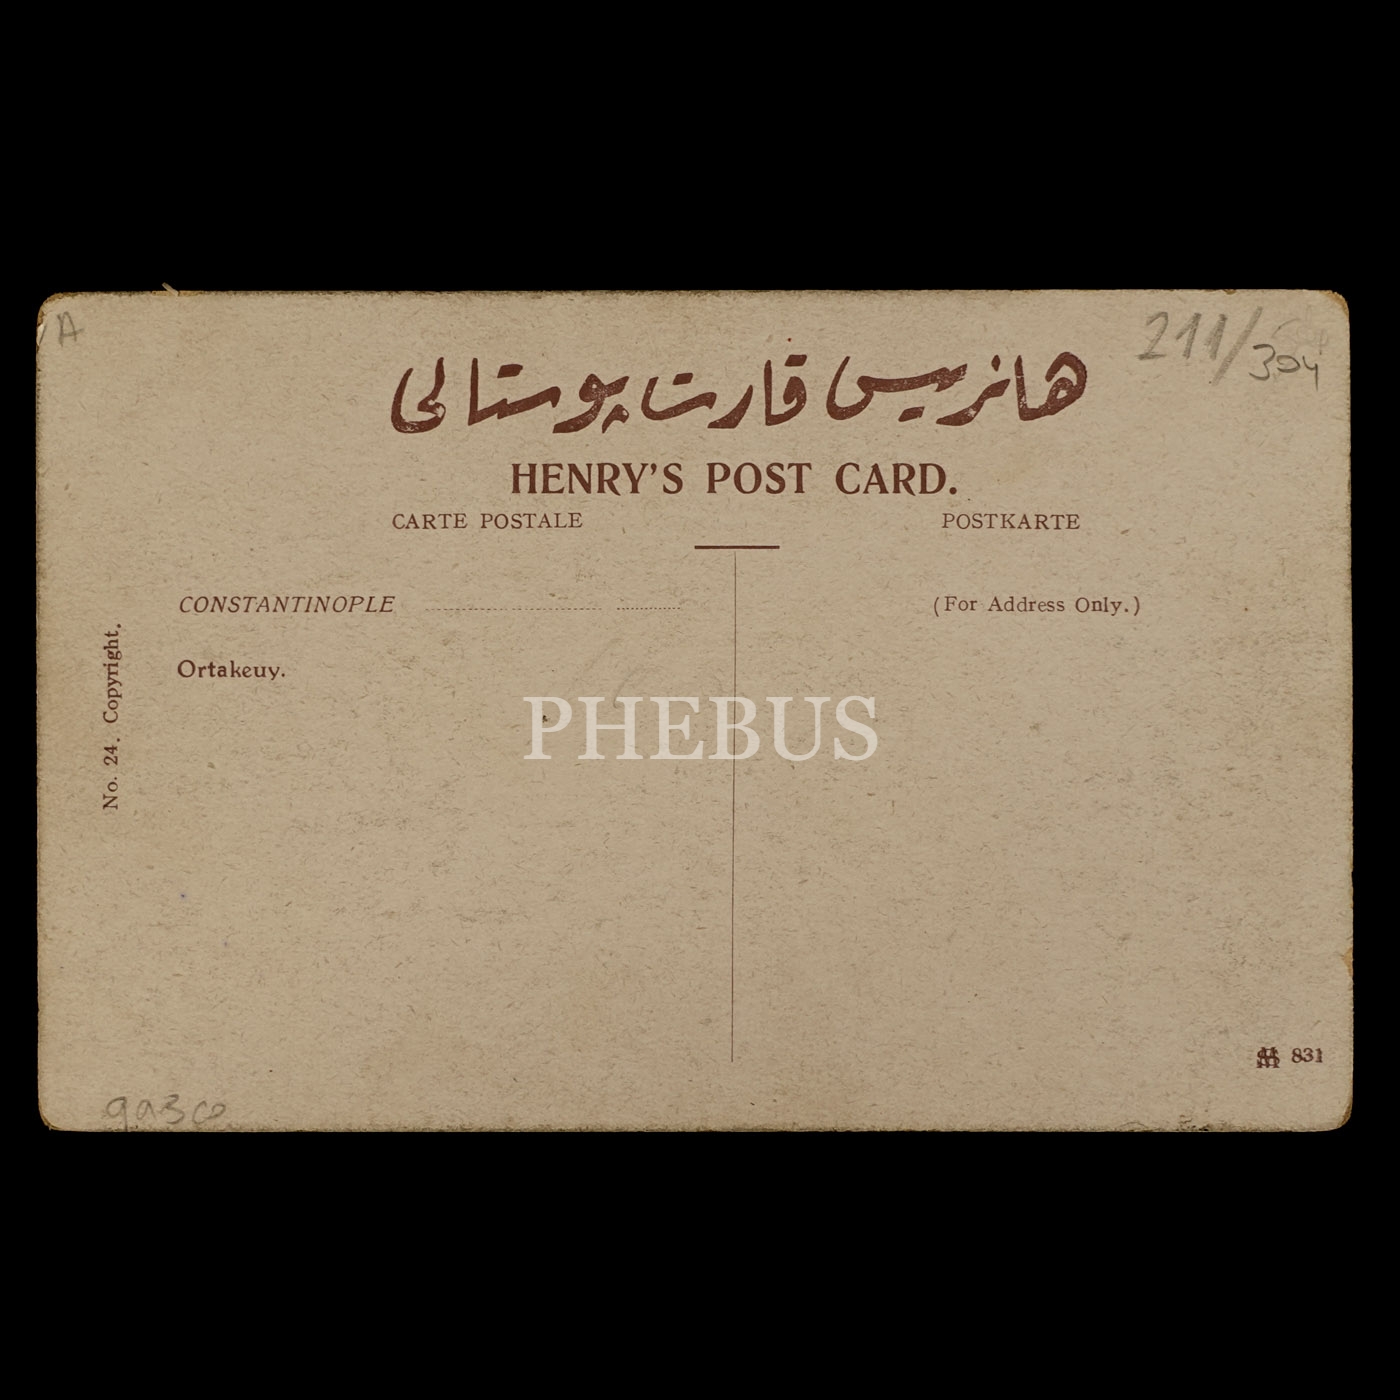 A
211/304
هانریس قارت پوستالی
HENRY'S POST CARD.
CARTE POSTALE
POSTKARTE
CONSTANTINOPLE
(For Address Only.)
Ortakeuy.
No. 24. Copyright.
PHEBUS
831